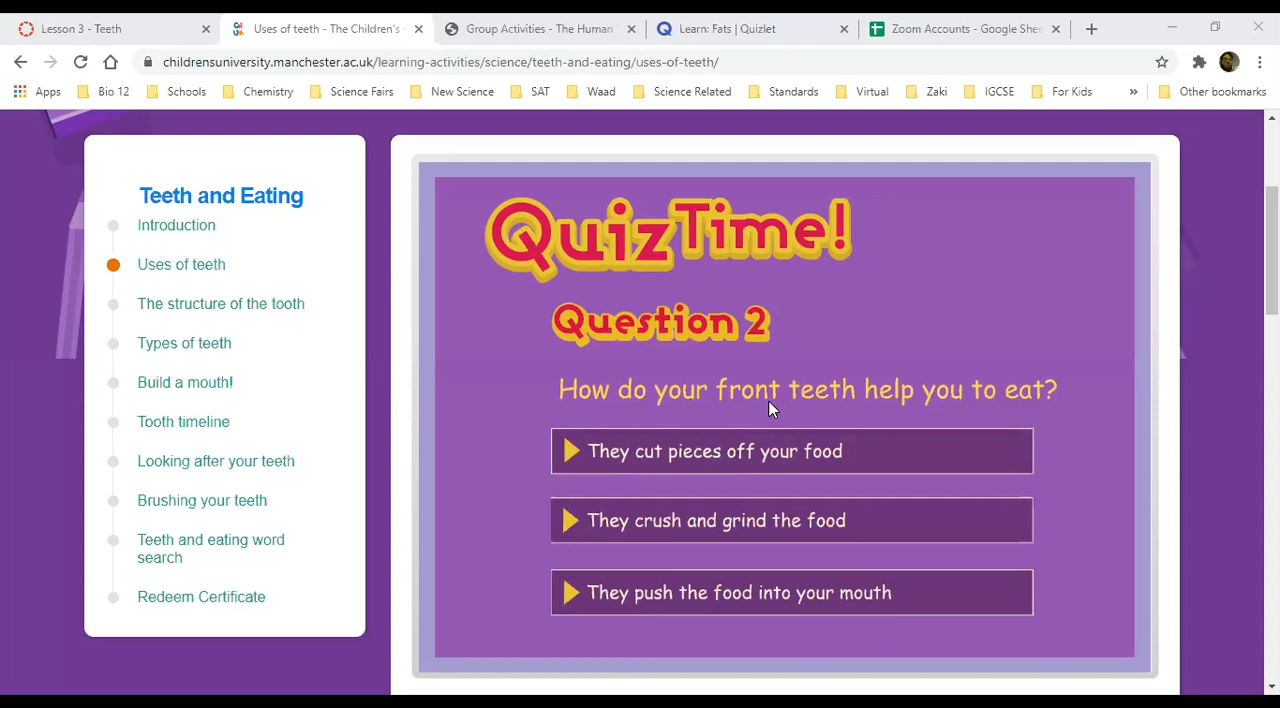 Lesson 3 - Teeth
Uses of teeth - The Children's
Group Activities - The Human
Learn: Fats | Quizlet
Zoom Accounts - Google Shee
childrensuniversity.manchester.ac.uk/learning-activities/science/teeth-and-eating/uses-of-teeth/
Apps
Bio 12
Schools
Chemistry
Science Fairs
New Science
SAT
Waad
Science Related
Standards
Virtual
Zaki
IGCSE
For Kids
»
Other bookmarks
Teeth and Eating
Introduction
Uses of teeth
The structure of the tooth
Types of teeth
Build a mouth!
Tooth timeline
Looking after your teeth
Brushing your teeth
Teeth and eating word
search
Redeem Certificate
QuizTime!
Question 2
How do your front teeth help you to eat?
They cut pieces off your food
They crush and grind the food
They push the food into your mouth